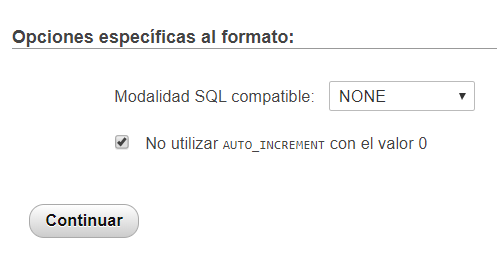 Opciones específicas al formato:
Modalidad SQL compatible: NONE
No utilizar AUTO_INCREMENT con el valor 0
Continuar